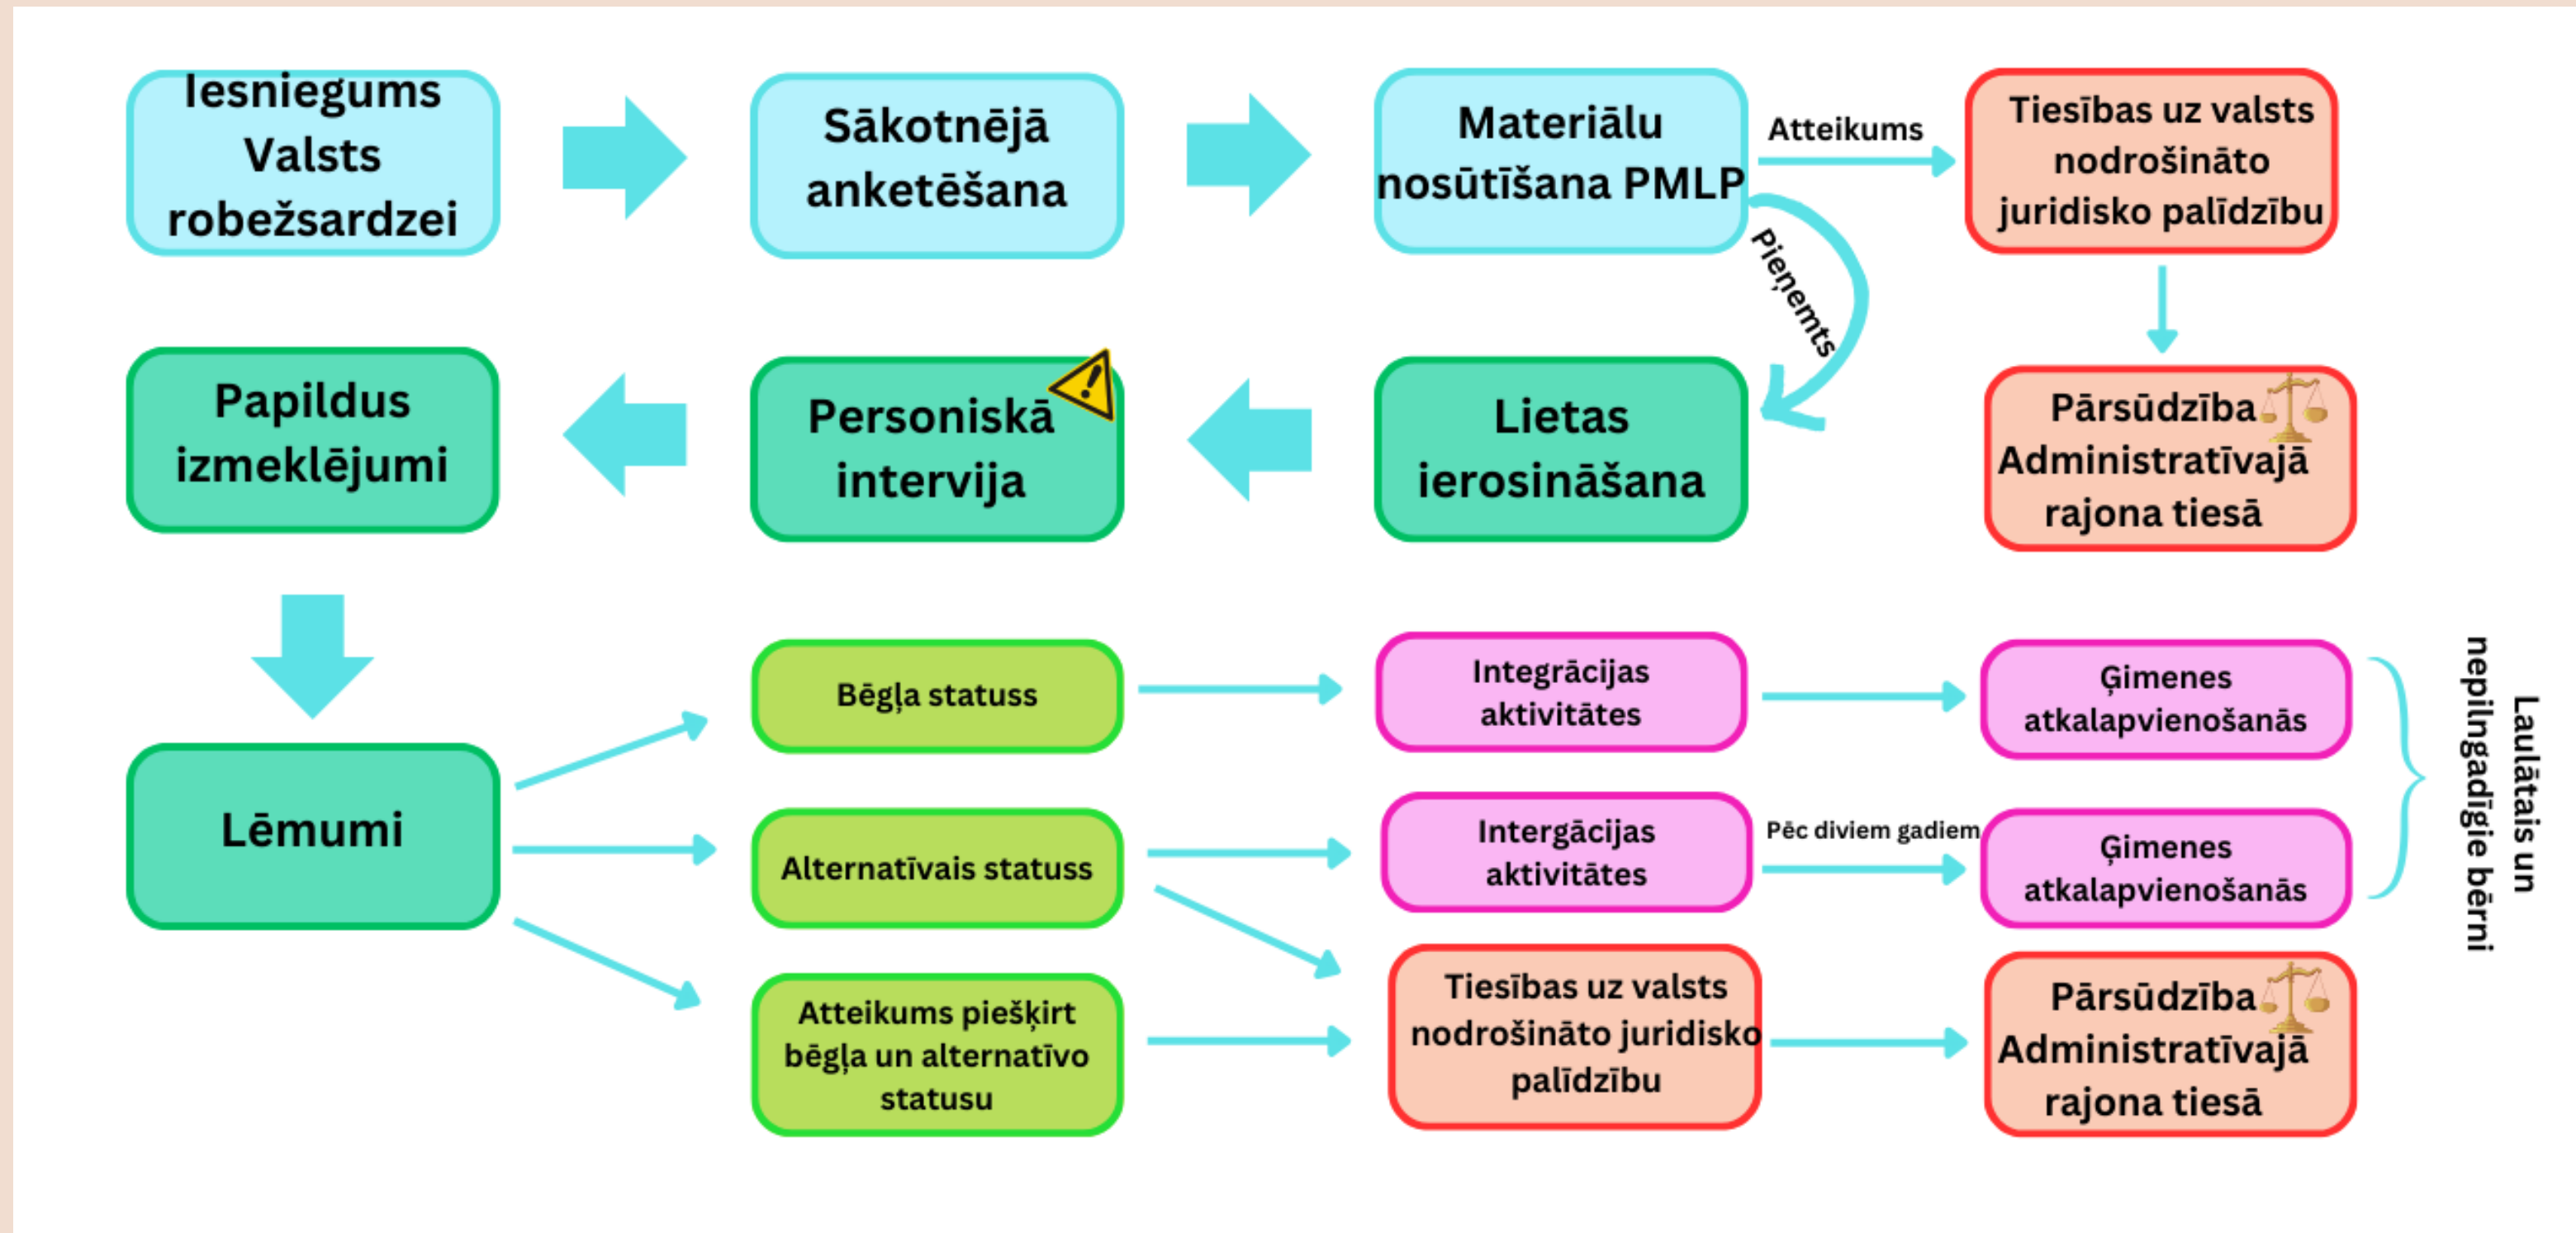 Iesniegums
Valsts
robežsardzei
Sākotnējā
anketēšana
Materiālu
nosūtīšana PMLP
Atteikums
Tiesības uz valsts
nodrošināto
juridisko palīdzību
Pieņemts
Papildus
izmeklējumi
Personiskā
intervija
Lietas
ierosināšana
Pārsūdzība
Administratīvajā
rajona tiesā
Lēmumi
Bēgļa statuss
Integrācijas
aktivitātes
Ģimenes
atkalapvienošanās
Alternatīvais statuss
Intergācijas
aktivitātes
Pēc diviem gadiem
Ģimenes
atkalapvienošanās
Laulātais un
nepilngadīgie bērni
Atteikums piešķirt
bēgļa un alternatīvo
statusu
Tiesības uz valsts
nodrošināto juridisko
palīdzību
Pārsūdzība
Administratīvajā
rajona tiesā